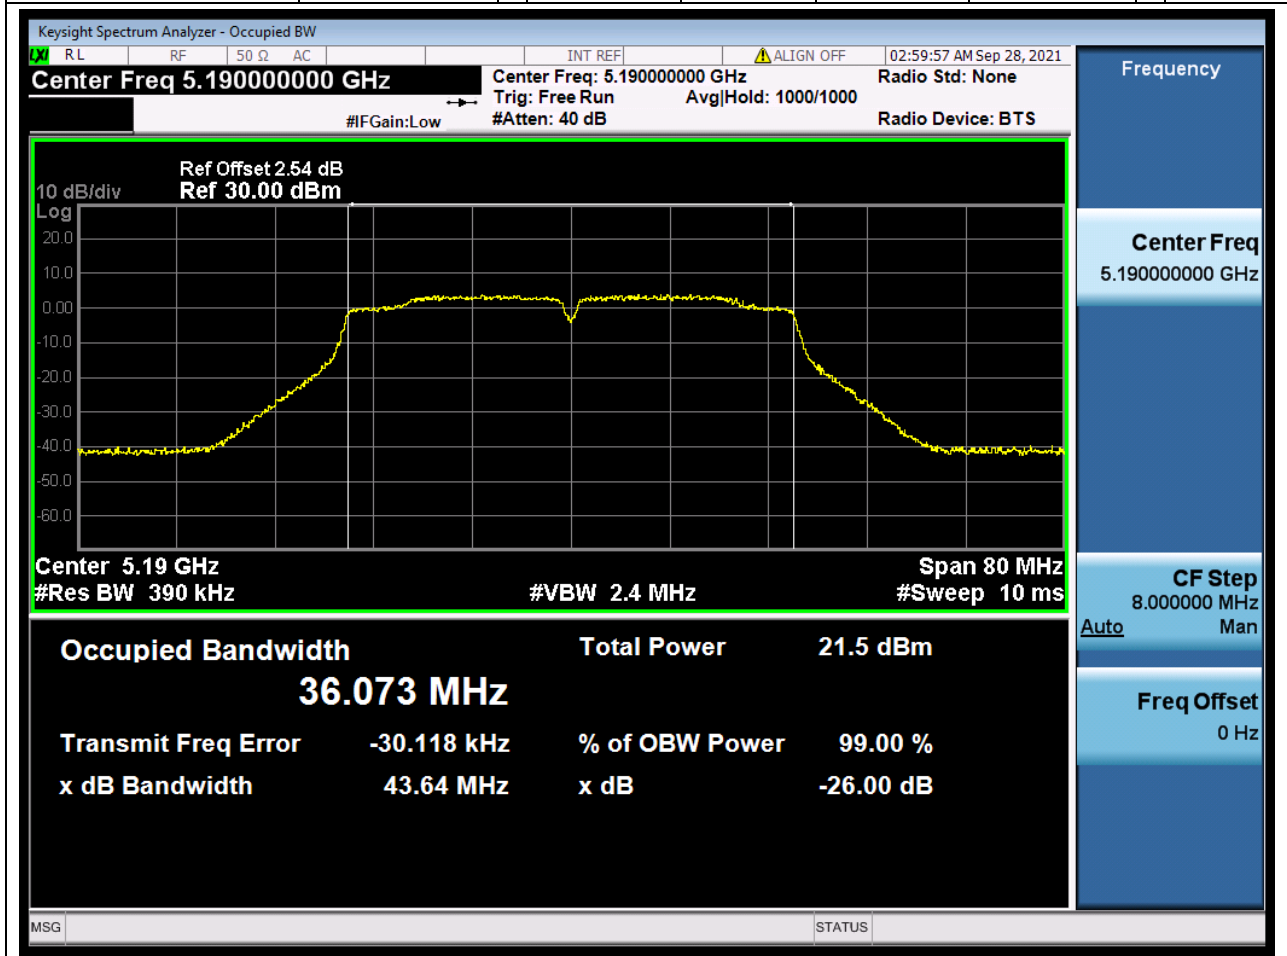 Keysight Spectrum Analyzer - Occupied BW
LXI RL RF 50 Ω AC INT REF ALIGN OFF 02:59:57 AM Sep 28, 2021
Center Freq 5.190000000 GHz
Center Freq: 5.190000000 GHz
Radio Std: None
Trig: Free Run Avg|Hold: 1000/1000
#IFGain:Low
#Atten: 40 dB
Radio Device: BTS
Frequency
Ref Offset 2.54 dB
10 dB/div Ref 30.00 dBm
Log
20.0
10.0
0.00
-10.0
-20.0
-30.0
-40.0
-50.0
-60.0
Center 5.19 GHz Span 80 MHz
#Res BW 390 kHz #VBW 2.4 MHz #Sweep 10 ms
Center Freq
5.190000000 GHz
CF Step
8.000000 MHz
Auto Man
Freq Offset
0 Hz
Occupied Bandwidth Total Power 21.5 dBm
36.073 MHz
Transmit Freq Error -30.118 kHz % of OBW Power 99.00 %
x dB Bandwidth 43.64 MHz x dB -26.00 dB
MSG STATUS